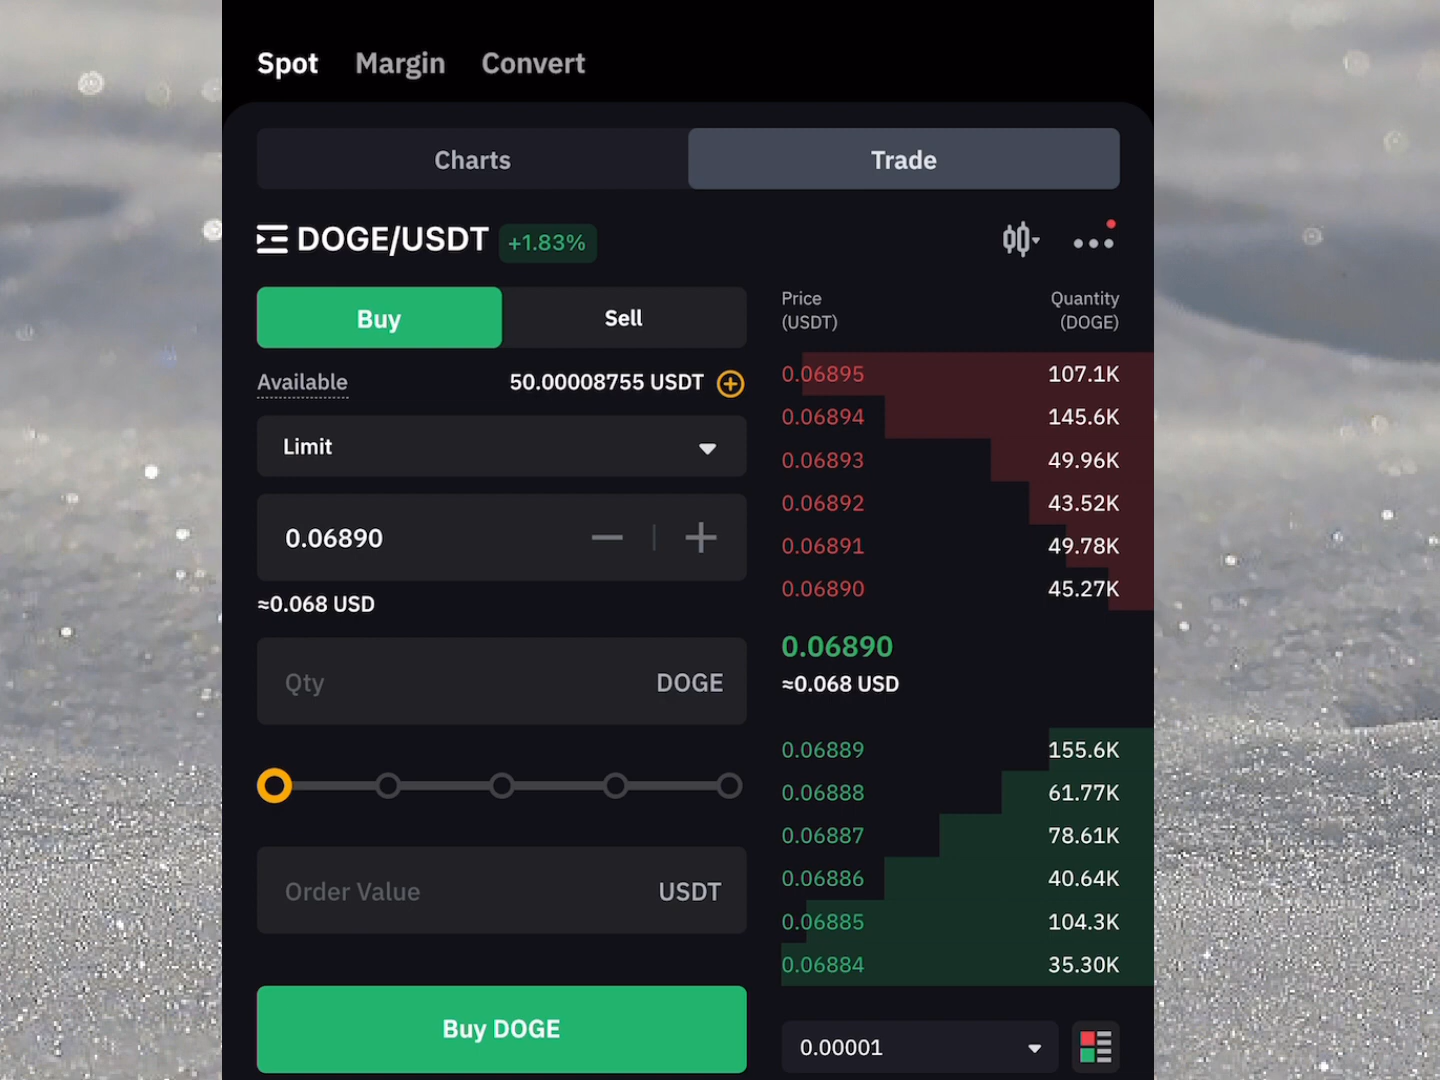 Spot Margin Convert
Charts Trade
DOGE/USDT +1.83%
Buy Sell
Available 50.00008755 USDT
Limit
0.06890
≈0.068 USD
Qty DOGE
Order Value USDT
Buy DOGE
Price Quantity
(USDT) (DOGE)
0.06895 107.1K
0.06894 145.6K
0.06893 49.96K
0.06892 43.52K
0.06891 49.78K
0.06890 45.27K
0.06890
≈0.068 USD
0.06889 155.6K
0.06888 61.77K
0.06887 78.61K
0.06886 40.64K
0.06885 104.3K
0.06884 35.30K
0.00001